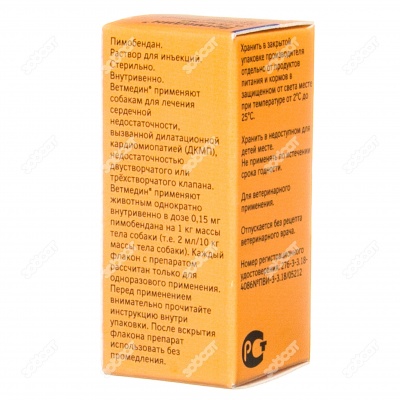 Пимобендан.
Раствор для инъекций
Стерильно.
Внутривенно.
Ветмедин® применяют
собакам для лечения
сердечной
недостаточности,
вызванной дилатационной
кардиомиопатией (ДКМП),
недостаточностью
двустворчатого или
трёхстворчатого клапана.
Ветмедин® применяют
животным однократно
внутривенно в дозе 0,15 мг
пимобендана на 1 кг массы
тела собаки (т.е. 2 мл/10 кг
массы тела собаки). Каждый
флакон с препаратом
рассчитан только для
одноразового применения.
Перед применением
внимательно прочитайте
инструкцию внутри
упаковки. После вскрытия
флакона препарат
использовать без
промедления.
Хранить в закрытой
упаковке производителя
отдельно от продуктов
питания и кормов в
защищенном от света месте
при температуре от 2°C до
25°C.
Хранить в недоступном для
детей месте.
Не применять по истечении
срока годности.
Для ветеринарного
применения.
Отпускается без рецепта
ветеринарного врача.
Номер регистрационного
удостоверения
РСТ